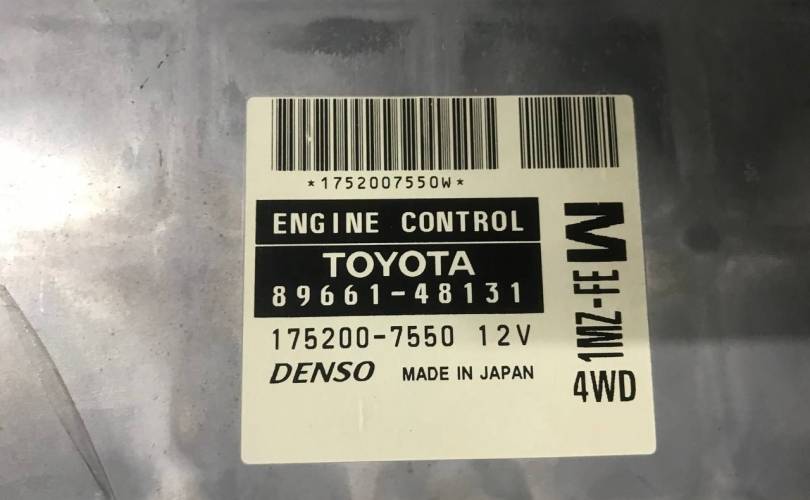 *1752007550W*
ENGINE CONTROL
TOYOTA
89661-48131
175200-7550 12V
DENSO MADE IN JAPAN
W
1MZ-FE
4WD